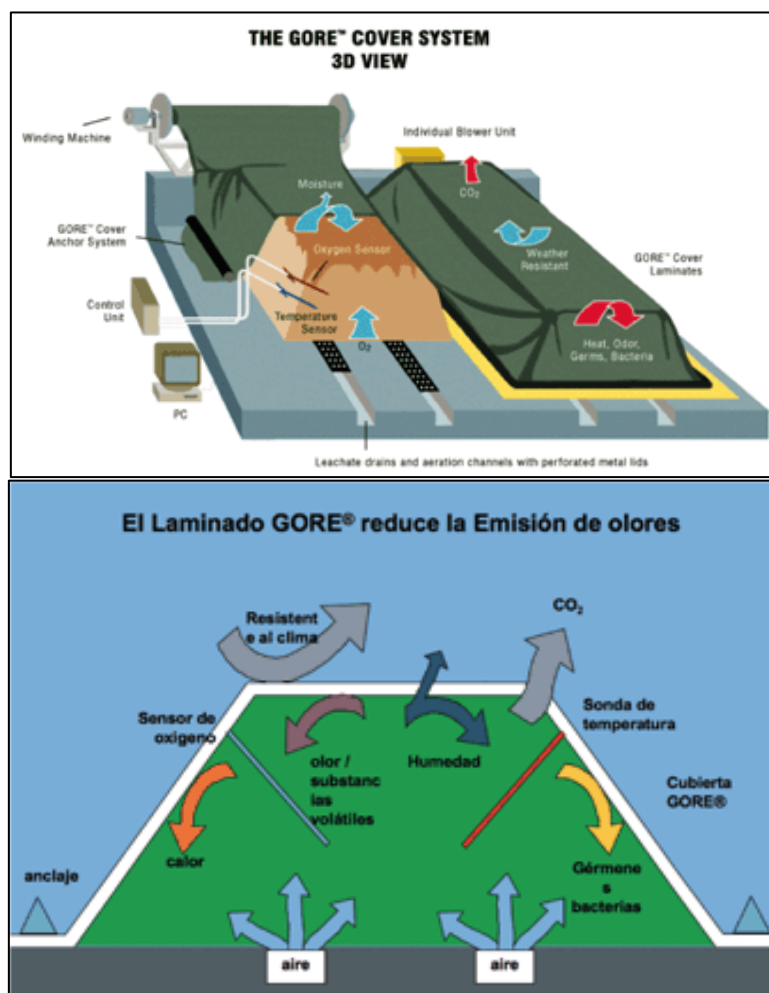 THE GORE™ COVER SYSTEM
3D VIEW
Winding Machine
Individual Blower Unit
Moisture
CO₂
GORE™ Cover
Anchor System
Oxygen Sensor
Weather
Resistant
GORE™ Cover
Laminates
Control
Unit
Temperature
Sensor
O₂
Heat, Odor,
Germs, Bacteria
PC
Leachate drains and aeration channels with perforated metal lids
El Laminado GORE® reduce la Emisión de olores
Resistent
e al clima
CO₂
Sensor de
oxigeno
Sonda de
temperatura
olor /
substanc
ias
volátiles
Humedad
Cubierta
GORE®
calor
anclaje
Gérmene
s
bacterias
aire
aire